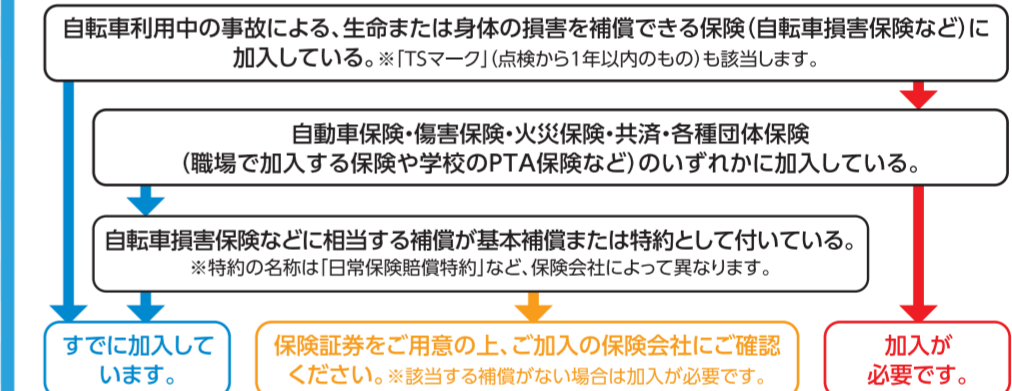 自転車利用中の事故による、生命または身体の損害を補償できる保険（自転車損害保険など）に
加入している。※「TSマーク」（点検から1年以内のもの）も該当します。
自動車保険・傷害保険・火災保険・共済・各種団体保険
（職場で加入する保険や学校のPTA保険など）のいずれかに加入している。
自転車損害保険などに相当する補償が基本補償または特約として付いている。
※特約の名称は「日常保険賠償特約」など、保険会社によって異なります。
すでに加入して
います。
保険証券をご用意の上、ご加入の保険会社にご確認
ください。※該当する補償がない場合は加入が必要です。
加入が
必要です。